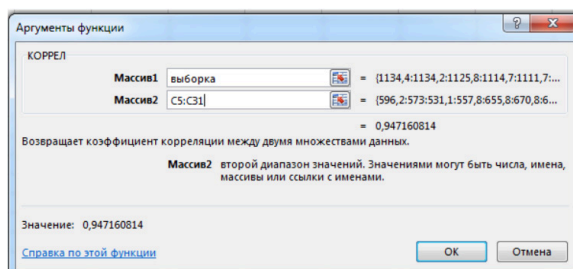 Аргументы функции
КОРРЕЛ
Массив1 выборка = {1134,4:1134,2:1125,8:1114,7:1111,7:...
Массив2 C5:C31 = {596,2:573:531,1:557,8:655,8:670,8:6...
= 0,947160814
Возвращает коэффициент корреляции между двумя множествами данных.
Массив2 второй диапазон значений. Значениями могут быть числа, имена,
массивы или ссылки с именами.
Значение: 0,947160814
Справка по этой функции ОК Отмена